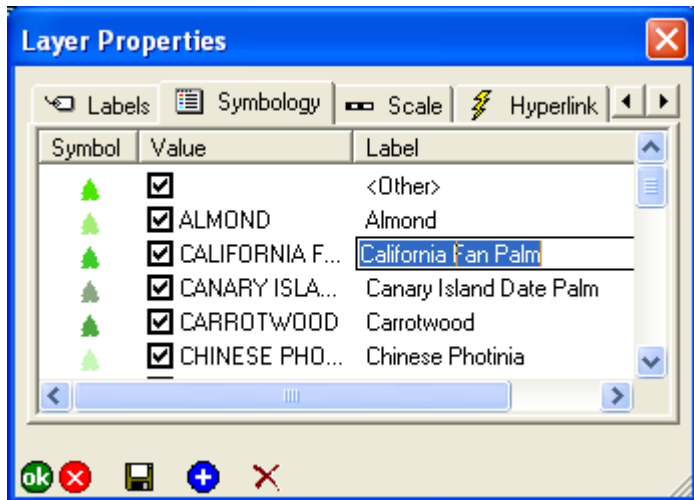 Layer Properties
Labels Symbology Scale Hyperlink
Symbol Value Label
<Other>
ALMOND Almond
CALIFORNIA F... California Fan Palm
CANARY ISLA... Canary Island Date Palm
CARROTWOOD Carrotwood
CHINESE PHO... Chinese Photinia
ok